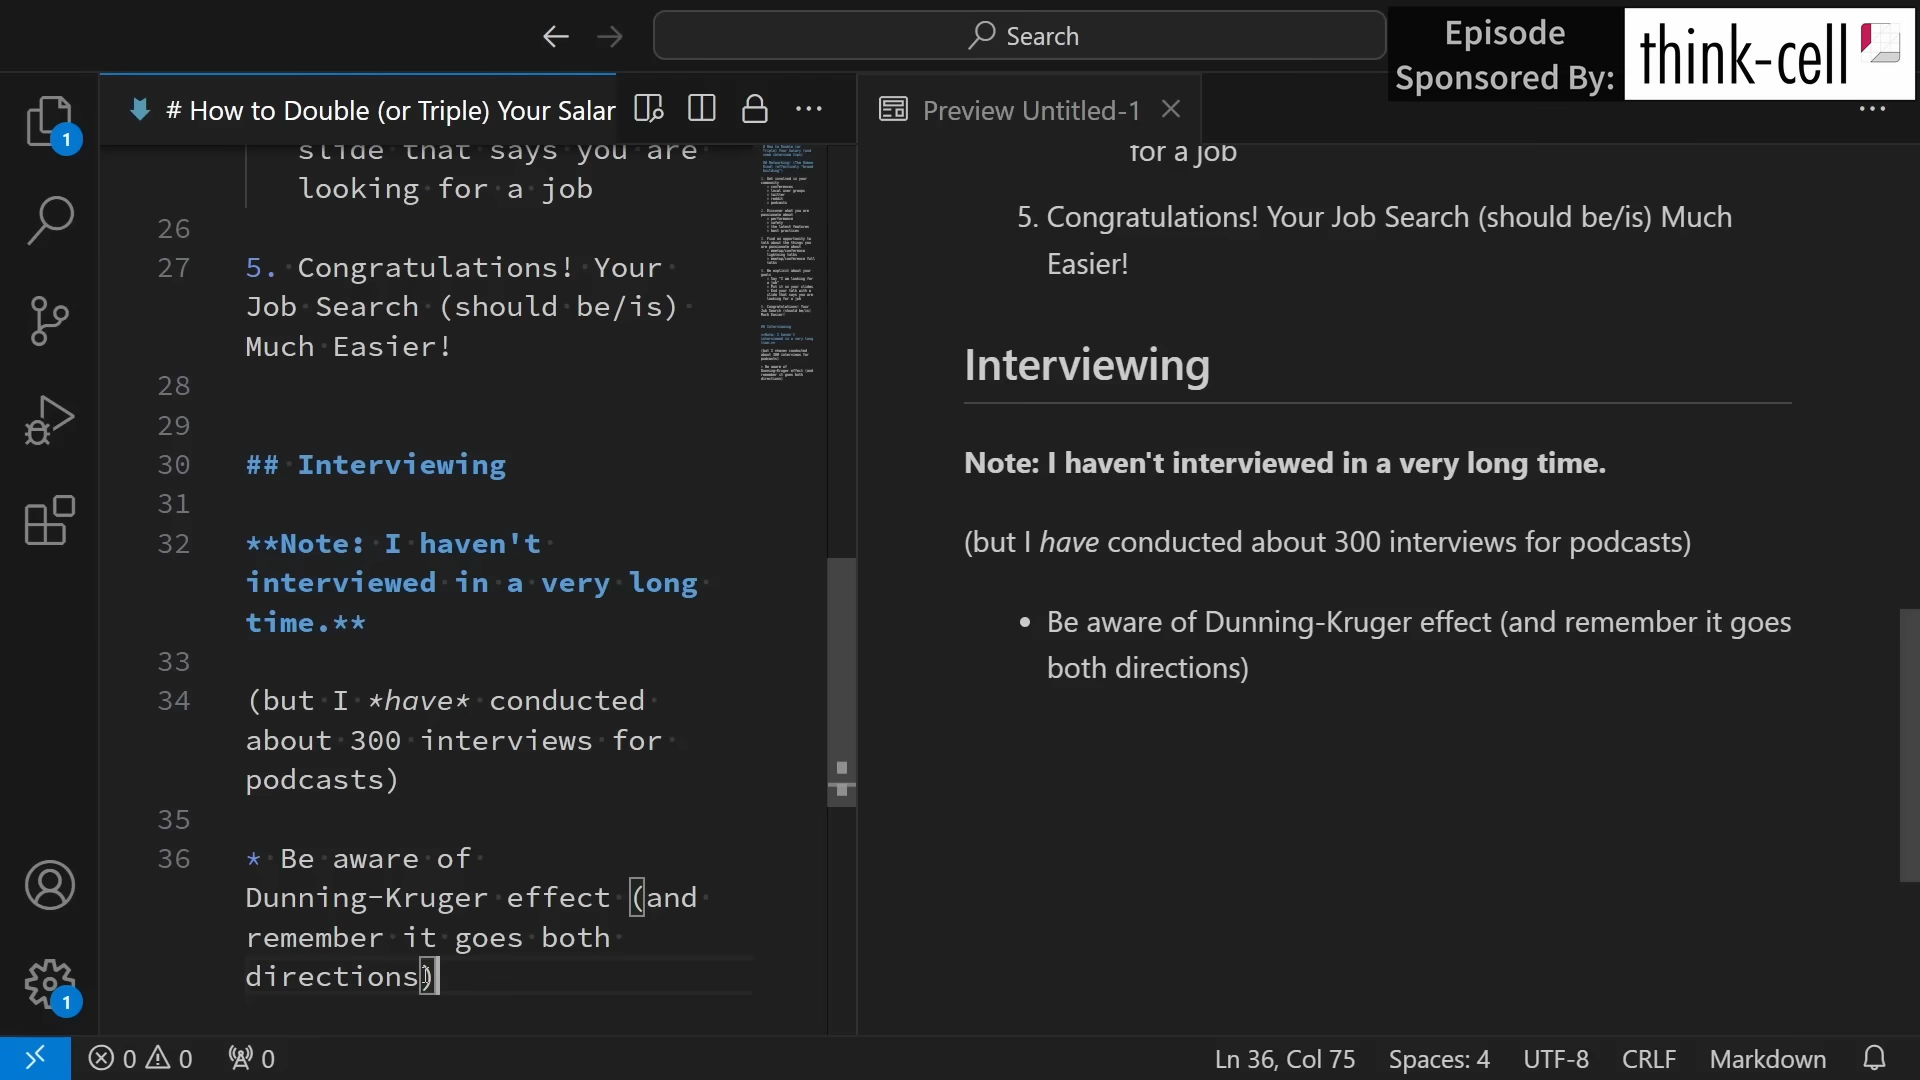 Search
Episode
Sponsored By:
think-cell
1
# How to Double (or Triple) Your Salar
Preview Untitled-1
slide that says you are
looking for a job
26
27 5. Congratulations! Your
Job Search (should be/is)
Much Easier!
28
29
30 ## Interviewing
31
32 **Note: I haven't
interviewed in a very long
time.**
33
34 (but I *have* conducted
about 300 interviews for
podcasts)
35
36 * Be aware of
Dunning-Kruger effect (and
remember it goes both
directions)
for a job
5. Congratulations! Your Job Search (should be/is) Much
Easier!
Interviewing
Note: I haven't interviewed in a very long time.
(but I have conducted about 300 interviews for podcasts)
• Be aware of Dunning-Kruger effect (and remember it goes
both directions)
1
0 0 0
Ln 36, Col 75 Spaces: 4 UTF-8 CRLF Markdown